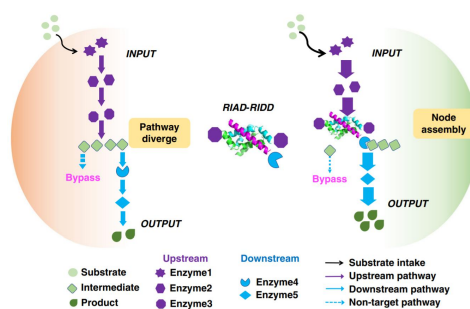 INPUT
Pathway
diverge
Bypass
OUTPUT
RIAD-RIDD
INPUT
Node
assembly
Bypass
OUTPUT
Upstream
Downstream
Substrate
Intermediate
Product
Enzyme1
Enzyme2
Enzyme3
Enzyme4
Enzyme5
Substrate intake
Upstream pathway
Downstream pathway
Non-target pathway